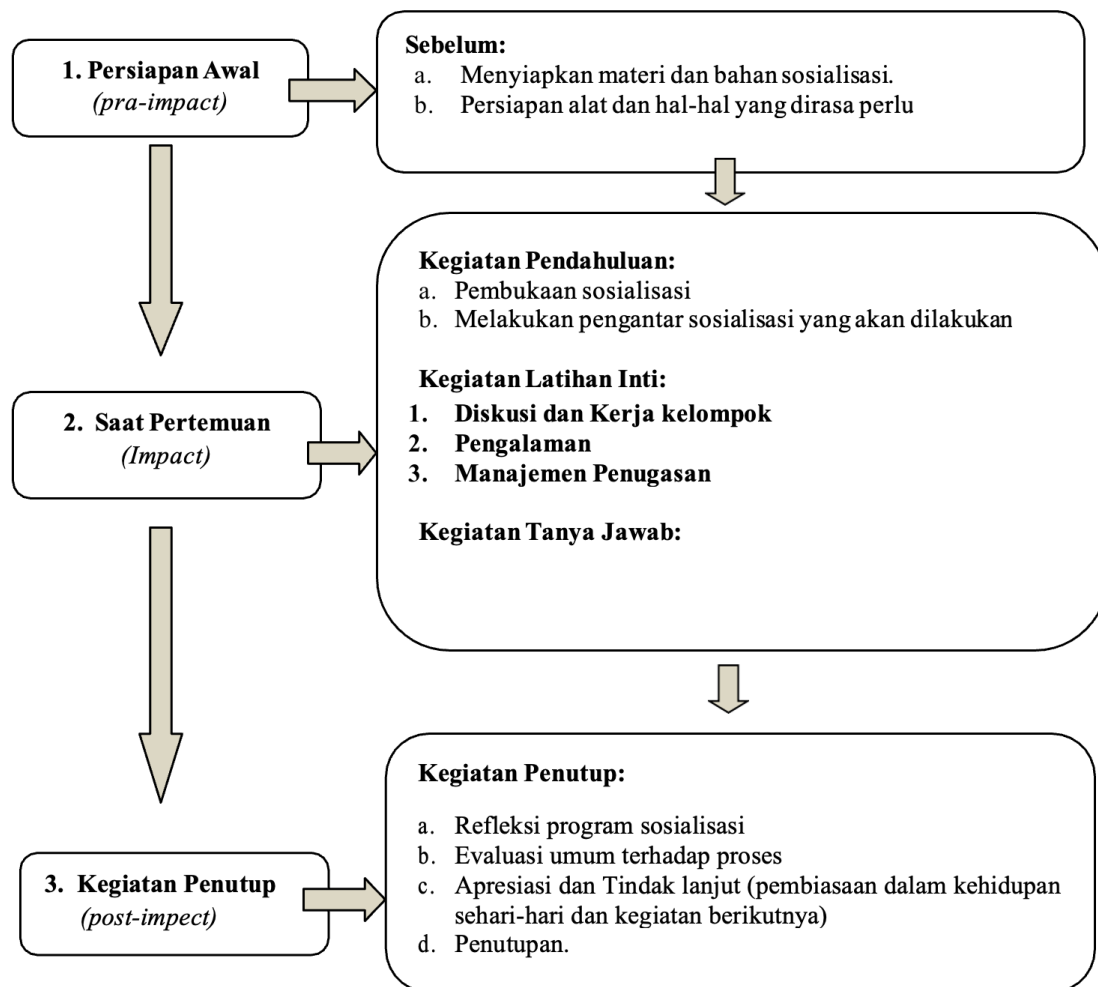 1. Persiapan Awal
(pra-impact)
Sebelum:
a. Menyiapkan materi dan bahan sosialisasi.
b. Persiapan alat dan hal-hal yang dirasa perlu
2. Saat Pertemuan
(Impact)
Kegiatan Pendahuluan:
a. Pembukaan sosialisasi
b. Melakukan pengantar sosialisasi yang akan dilakukan
Kegiatan Latihan Inti:
1. Diskusi dan Kerja kelompok
2. Pengalaman
3. Manajemen Penugasan
Kegiatan Tanya Jawab:
3. Kegiatan Penutup
(post-impect)
Kegiatan Penutup:
a. Refleksi program sosialisasi
b. Evaluasi umum terhadap proses
c. Apresiasi dan Tindak lanjut (pembiasaan dalam kehidupan
sehari-hari dan kegiatan berikutnya)
d. Penutupan.